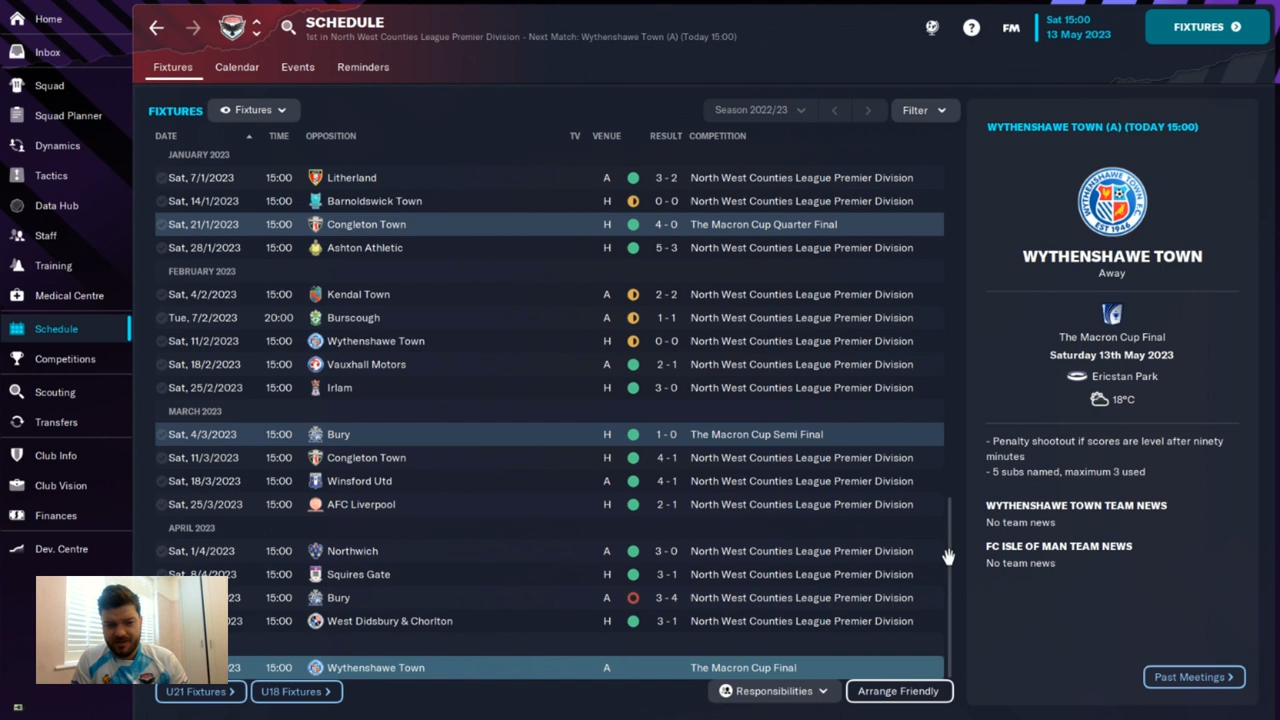 Home
Inbox
Squad
Squad Planner
Dynamics
Tactics
Data Hub
Staff
Training
Medical Centre
Schedule
Competitions
Scouting
Transfers
Club Info
Club Vision
Finances
Dev. Centre
SCHEDULE
1st in North West Counties League Premier Division - Next Match: Wythenshawe Town (A) (Today 15:00)
FM
Sat 15:00
13 May 2023
FIXTURES
Fixtures Calendar Events Reminders
FIXTURES Fixtures Season 2022/23 Filter
DATE TIME OPPOSITION TV VENUE RESULT COMPETITION
JANUARY 2023
Sat, 7/1/2023 15:00 Litherland A 3 - 2 North West Counties League Premier Division
Sat, 14/1/2023 15:00 Barnoldswick Town H 0 - 0 North West Counties League Premier Division
Sat, 21/1/2023 15:00 Congleton Town H 4 - 0 The Macron Cup Quarter Final
Sat, 28/1/2023 15:00 Ashton Athletic H 5 - 3 North West Counties League Premier Division
FEBRUARY 2023
Sat, 4/2/2023 15:00 Kendal Town A 2 - 2 North West Counties League Premier Division
Tue, 7/2/2023 20:00 Burscough A 1 - 1 North West Counties League Premier Division
Sat, 11/2/2023 15:00 Wythenshawe Town H 0 - 0 North West Counties League Premier Division
Sat, 18/2/2023 15:00 Vauxhall Motors A 2 - 1 North West Counties League Premier Division
Sat, 25/2/2023 15:00 Irlam H 3 - 0 North West Counties League Premier Division
MARCH 2023
Sat, 4/3/2023 15:00 Bury H 1 - 0 The Macron Cup Semi Final
Sat, 11/3/2023 15:00 Congleton Town H 4 - 1 North West Counties League Premier Division
Sat, 18/3/2023 15:00 Winsford Utd A 4 - 1 North West Counties League Premier Division
Sat, 25/3/2023 15:00 AFC Liverpool H 2 - 1 North West Counties League Premier Division
APRIL 2023
Sat, 1/4/2023 15:00 Northwich A 3 - 0 North West Counties League Premier Division
Sat, 8/4/2023 15:00 Squires Gate H 3 - 1 North West Counties League Premier Division
15:00 Bury A 3 - 4 North West Counties League Premier Division
15:00 West Didsbury & Chorlton H 3 - 1 North West Counties League Premier Division
15:00 Wythenshawe Town A The Macron Cup Final
U21 Fixtures > U18 Fixtures > Responsibilities Arrange Friendly
WYTHENSHAWE TOWN (A) (TODAY 15:00)
WYTHENSHAWE TOWN
Away
The Macron Cup Final
Saturday 13th May 2023
Ericstan Park
18°C
- Penalty shootout if scores are level after ninety
minutes
- 5 subs named, maximum 3 used
WYTHENSHAWE TOWN TEAM NEWS
No team news
FC ISLE OF MAN TEAM NEWS
No team news
Past Meetings >